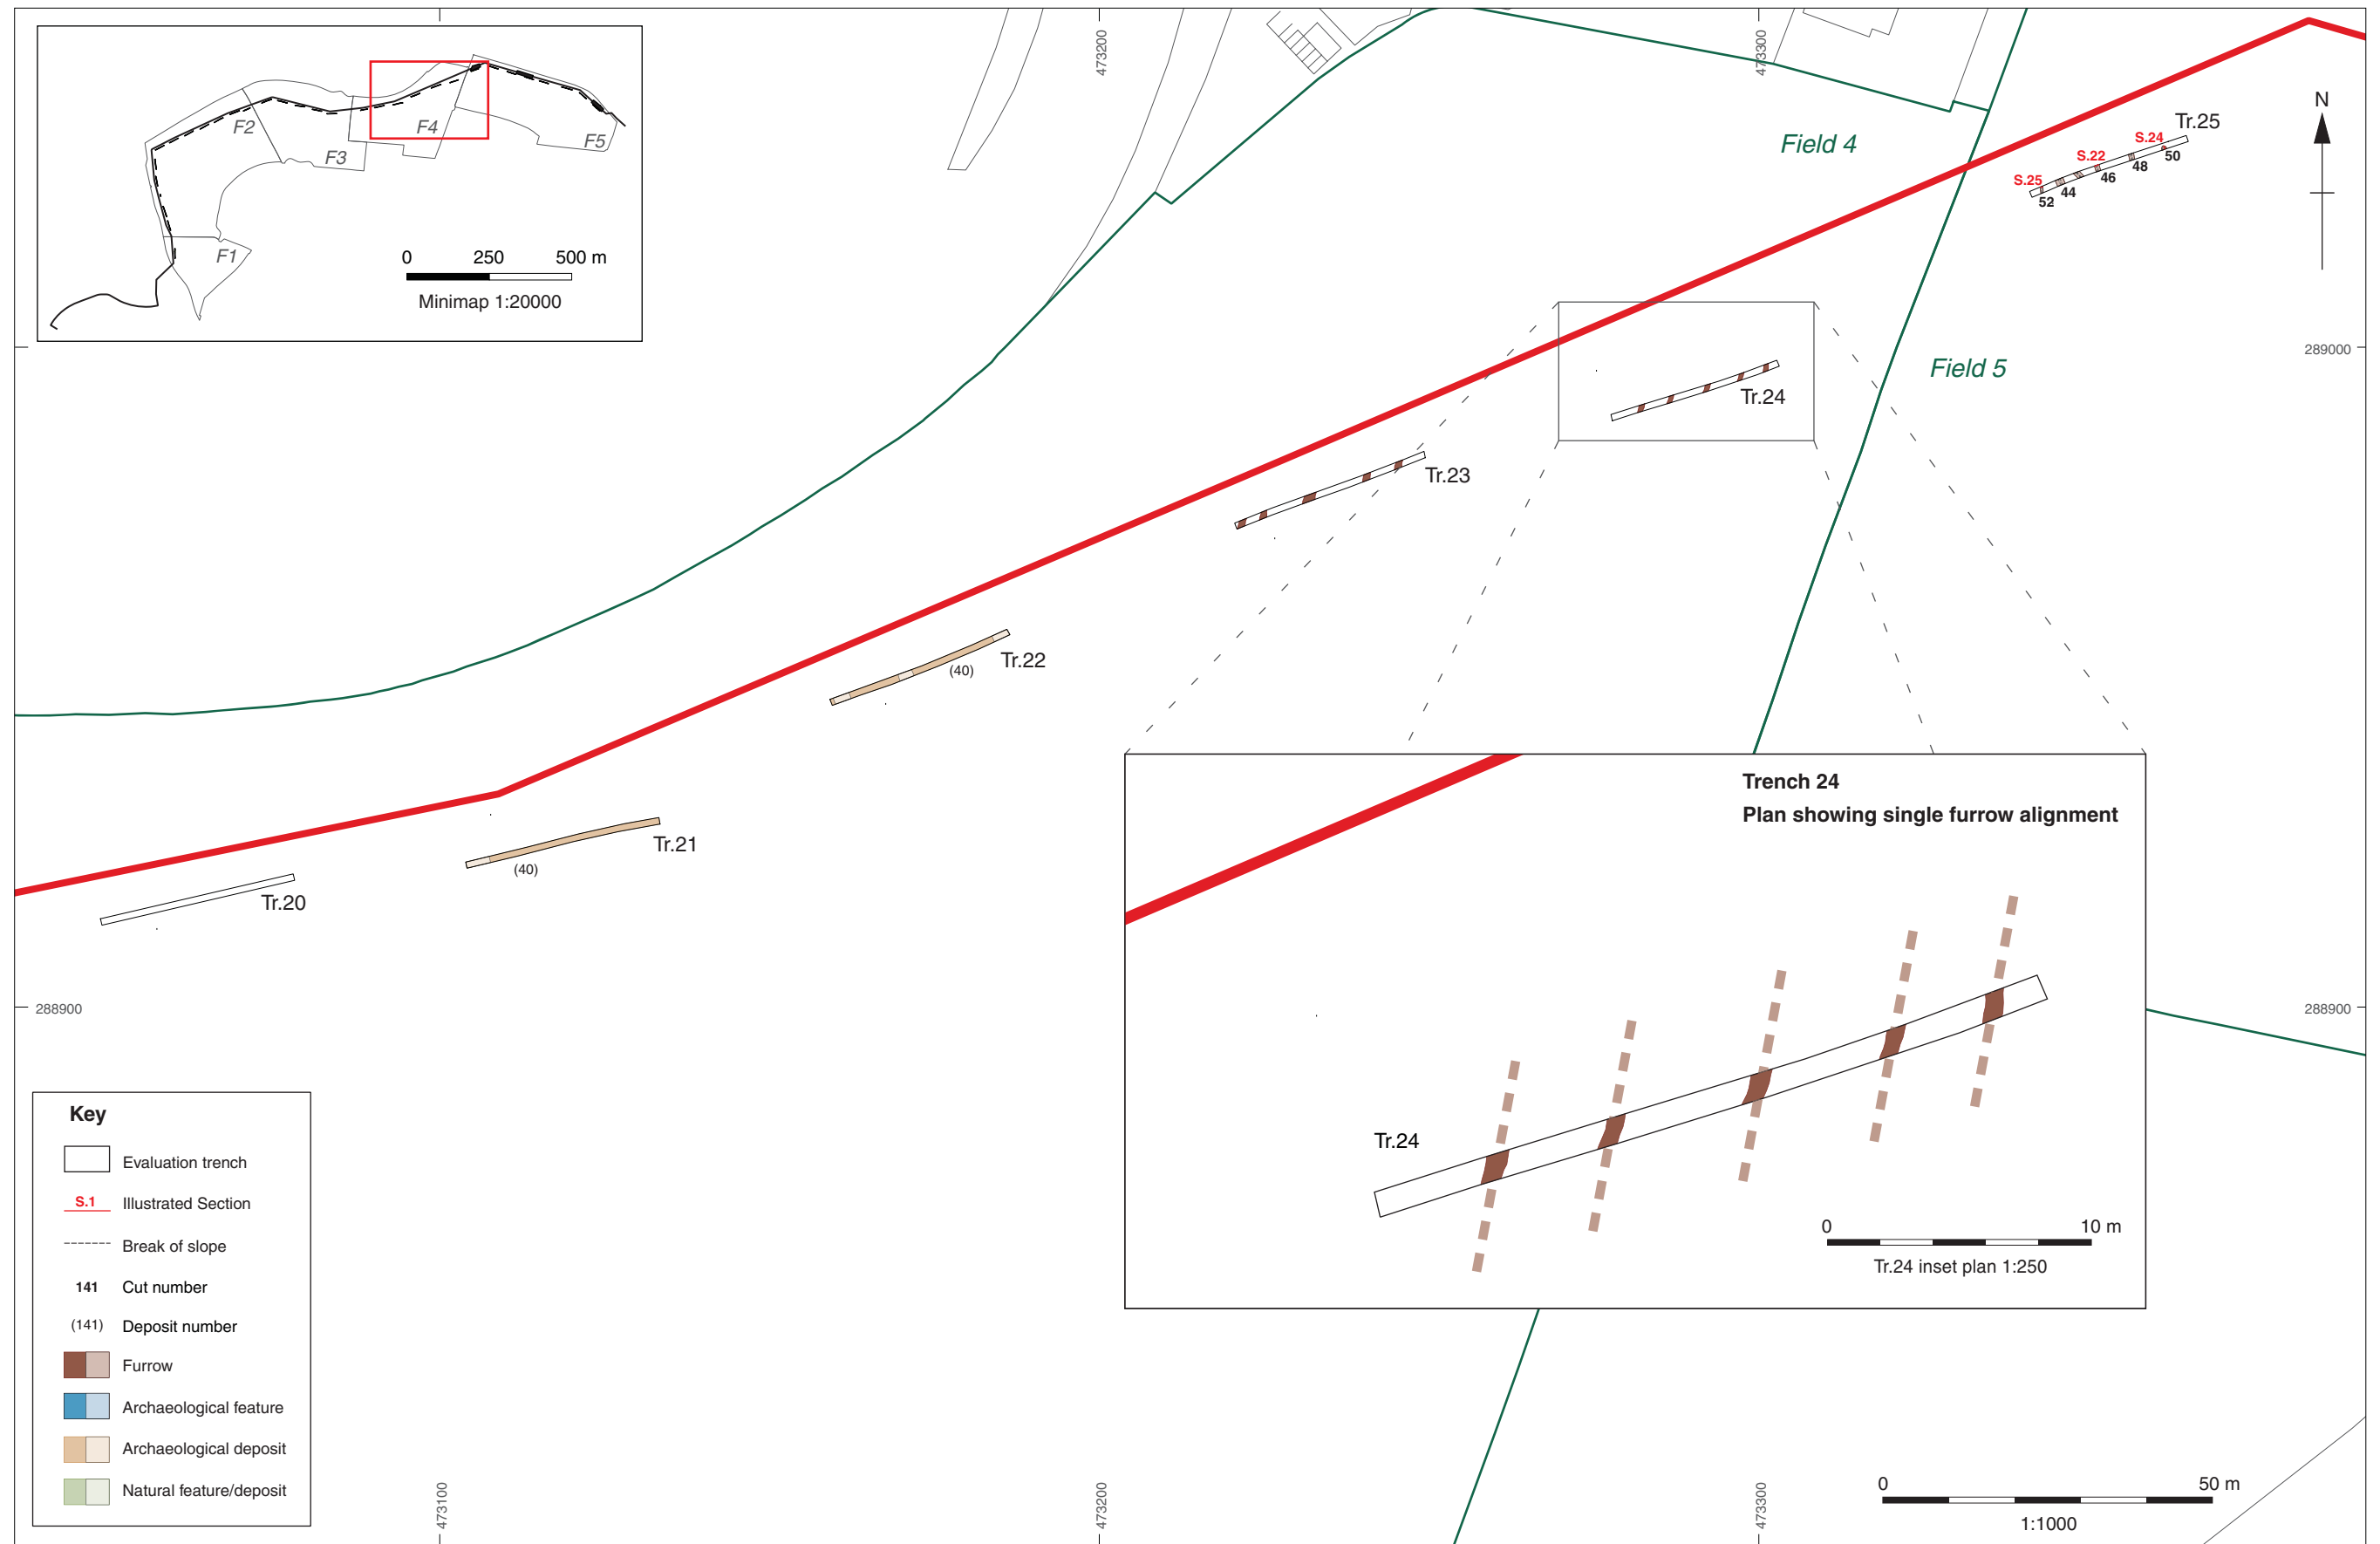 F1
F2
F3
F4
F5
0 250 500 m
Minimap 1:20000
473200
473300
Field 4
Field 5
N
289000
Tr.25
S.24
S.22
S.25
50
48
46
44
52
Tr.24
Tr.23
Tr.22
(40)
Tr.21
(40)
Tr.20
288900
288900
Trench 24
Plan showing single furrow alignment
Tr.24
0 10 m
Tr.24 inset plan 1:250
Key
Evaluation trench
S.1 Illustrated Section
Break of slope
141 Cut number
(141) Deposit number
Furrow
Archaeological feature
Archaeological deposit
Natural feature/deposit
473100
473200
473300
0 50 m
1:1000